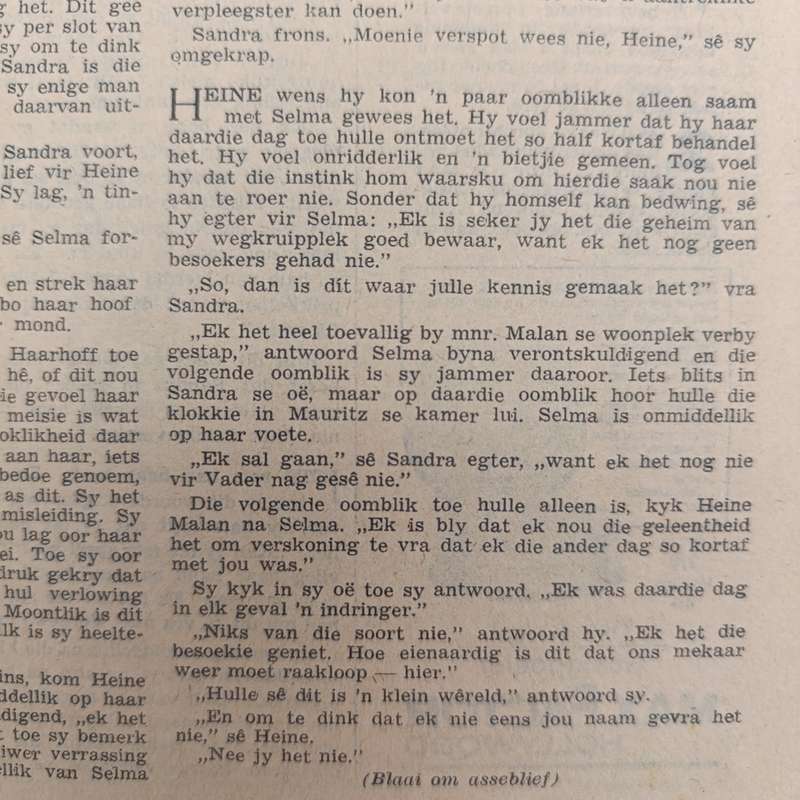 g het. Dit gee
sy per slot van
sy om te dink
Sandra is die
sy enige man
daarvan uit-
Sandra voort,
lief vir Heine
Sy lag, 'n tin-
sê Selma for-
en strek haar
bo haar hoof
mond.
Haarhoff toe
hê, of dit nou
ie gevoel haar
meisie is wat
oklikheid daar
aan haar, iets
bedoe genoem,
as dit. Sy het
misleiding. Sy
ou lag oor haar
ei. Toe sy oor
druk gekry dat
hul verlowing
Moontlik is dit
lk is sy heelte-
ins, kom Heine
ddellik op haar
digend, „ek het
t toe sy bemerk
iwer verrassing
llik van Selma
verpleegster kan doen."
Sandra frons. „Moenie verspot wees nie, Heine," sê sy
omgekrap.
HEINE wens hy kon 'n paar oomblikke alleen saam
met Selma gewees het. Hy voel jammer dat hy haar
daardie dag toe hulle ontmoet het so half kortaf behandel
het. Hy voel onridderlik en 'n bietjie gemeen. Tog voel
hy dat die instink hom waarsku om hierdie saak nou nie
aan te roer nie. Sonder dat hy homself kan bedwing, sê
hy egter vir Selma: „Ek is seker jy het die geheim van
my wegkruipplek goed bewaar, want ek het nog geen
besoekers gehad nie."
„So, dan is dít waar julle kennis gemaak het?" vra
Sandra.
„Ek het heel toevallig by mnr. Malan se woonplek verby
gestap," antwoord Selma byna verontskuldigend en die
volgende oomblik is sy jammer daaroor. Iets blits in
Sandra se oë, maar op daardie oomblik hoor hulle die
klokkie in Mauritz se kamer lui. Selma is onmiddellik
op haar voete.
„Ek sal gaan," sê Sandra egter, „want ek het nog nie
vir Vader nag gesê nie."
Die volgende oomblik toe hulle alleen is, kyk Heine
Malan na Selma. „Ek is bly dat ek nou die geleentheid
het om verskoning te vra dat ek die ander dag so kortaf
met jou was."
Sy kyk in sy oë toe sy antwoord. „Ek was daardie dag
in elk geval 'n indringer."
„Niks van die soort nie," antwoord hy. „Ek het die
besoekie geniet. Hoe eienaardig is dit dat ons mekaar
weer moet raakloop — hier."
„Hulle sê dit is 'n klein wêreld," antwoord sy.
„En om te dink dat ek nie eens jou naam gevra het
nie," sê Heine.
„Nee jy het nie."
(Blaai om asseblief)